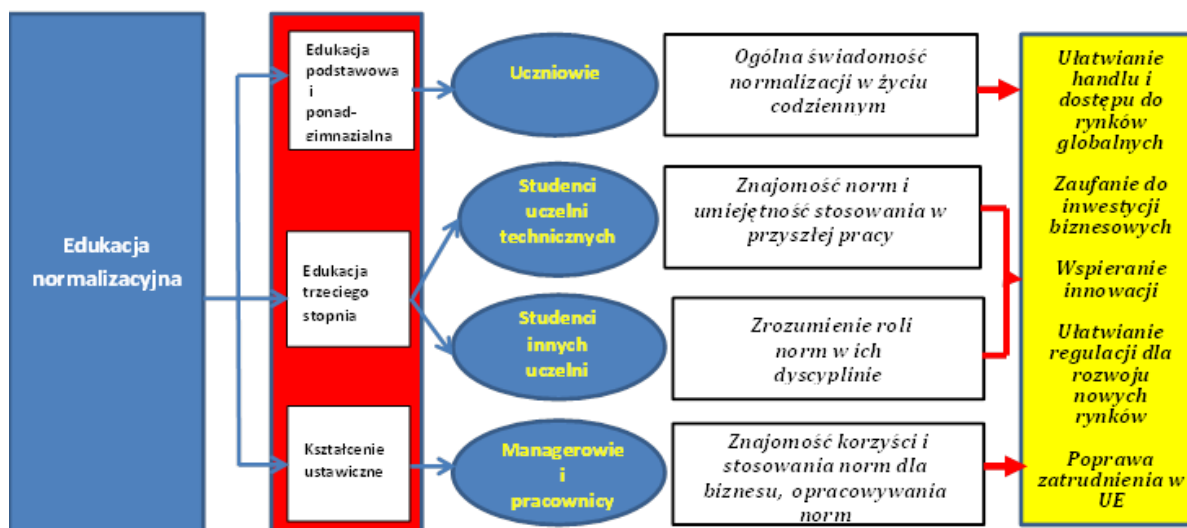 Edukacja
normalizacyjna
Edukacja
podstawowa
i
ponad-
gimnazialna
Edukacja
trzeciego
stopnia
Kształcenie
ustawiczne
Uczniowie
Studenci
uczelni
technicznych
Studenci
innych
uczelni
Managerowie
i
pracownicy
Ogólna świadomość
normalizacji w życiu
codziennym
Znajomość norm i
umiejętność stosowania w
przyszłej pracy
Zrozumienie roli
norm w ich
dyscyplinie
Znajomość korzyści i
stosowania norm dla
biznesu, opracowywania
norm
Ułatwianie
handlu i
dostępu do
rynków
globalnych
Zaufanie do
inwestycji
biznesowych
Wspieranie
innowacji
Ułatwianie
regulacji dla
rozwoju
nowych
rynków
Poprawa
zatrudnienia w
UE